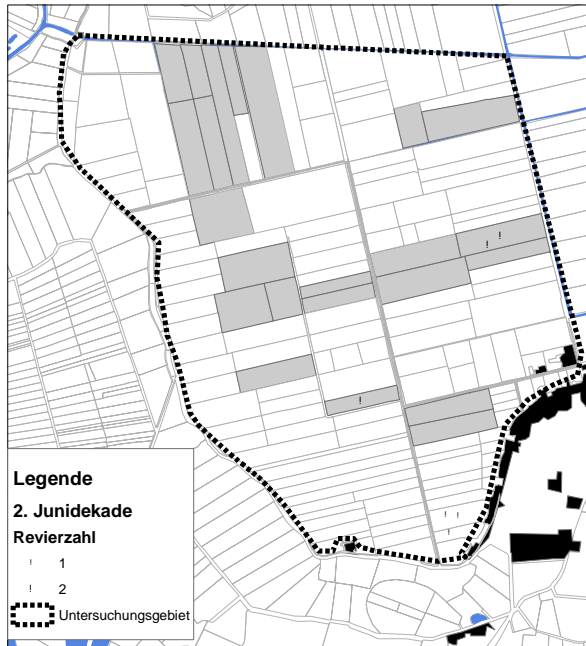 Legende
2. Junidekade
Revierzahl
! 1
! 2
Untersuchungsgebiet
! !
!
! !
!